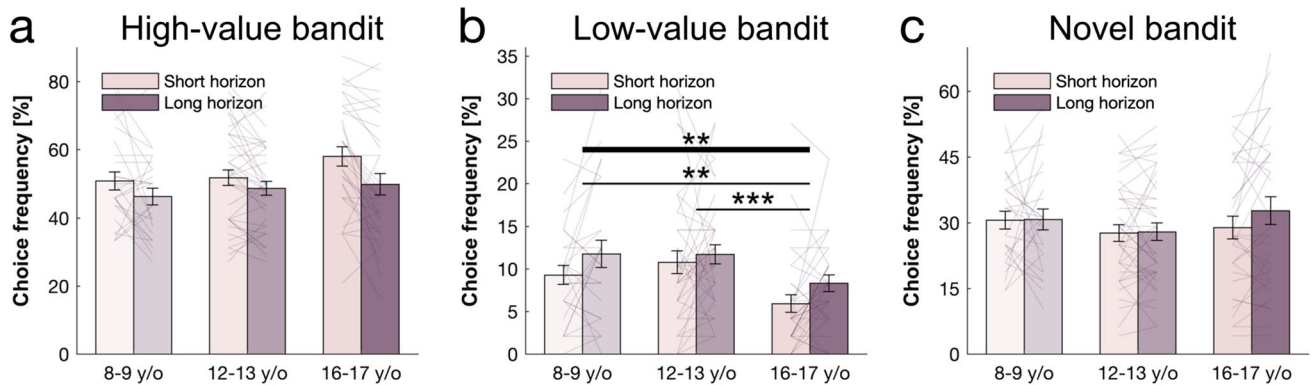 a High-value bandit
Choice frequency [%]
80
60
40
20
0
Short horizon
Long horizon
8-9 y/o 12-13 y/o 16-17 y/o
b Low-value bandit
Choice frequency [%]
35
30
25
20
15
10
5
0
Short horizon
Long horizon
**
**
***
8-9 y/o 12-13 y/o 16-17 y/o
c Novel bandit
Choice frequency [%]
60
45
30
15
0
Short horizon
Long horizon
8-9 y/o 12-13 y/o 16-17 y/o